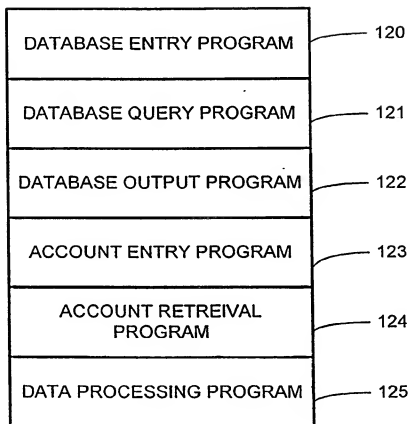 DATABASE ENTRY PROGRAM 120
DATABASE QUERY PROGRAM 121
DATABASE OUTPUT PROGRAM 122
ACCOUNT ENTRY PROGRAM 123
ACCOUNT RETREIVAL
PROGRAM 124
DATA PROCESSING PROGRAM 125